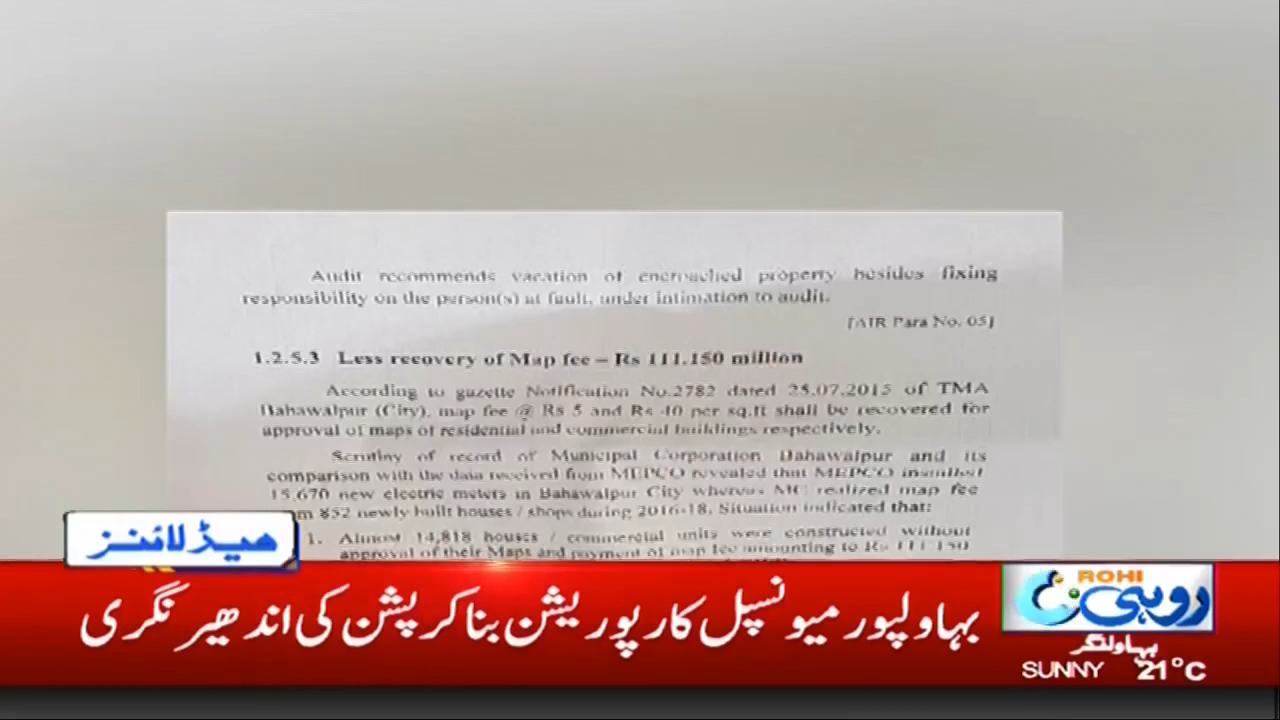 Audit recommends vacation of encroached property besides fixing
responsibility on the person(s) at fault, under intimation to audit.
[AIR Para No. 05]
1.2.5.3 Less recovery of Map fee – Rs 111.150 million
According to gazette Notification No.2782 dated 25.07.2015 of TMA
Bahawalpur (City), map fee @ Rs 5 and Rs 40 per sq.ft shall be recovered for
approval of maps of residential and commercial buildings respectively.
Scrutiny of record of Municipal Corporation Bahawalpur and its
comparison with the data received from MEPCO revealed that MEPCO installed
15,670 new electric meters in Bahawalpur City whereas MC realized map fee
852 newly built houses / shops during 2016-18. Situation indicated that:
1. Almost 14,818 houses / commercial units were constructed without
approval of their Maps and payment of map fee amounting to Rs 111.150
ہیڈلائنز
بہاولپور میونسپل کارپوریشن بنا کرپشن کی اندھیر نگری
ROHI
روہی
بہاولنگر
SUNNY 21°C